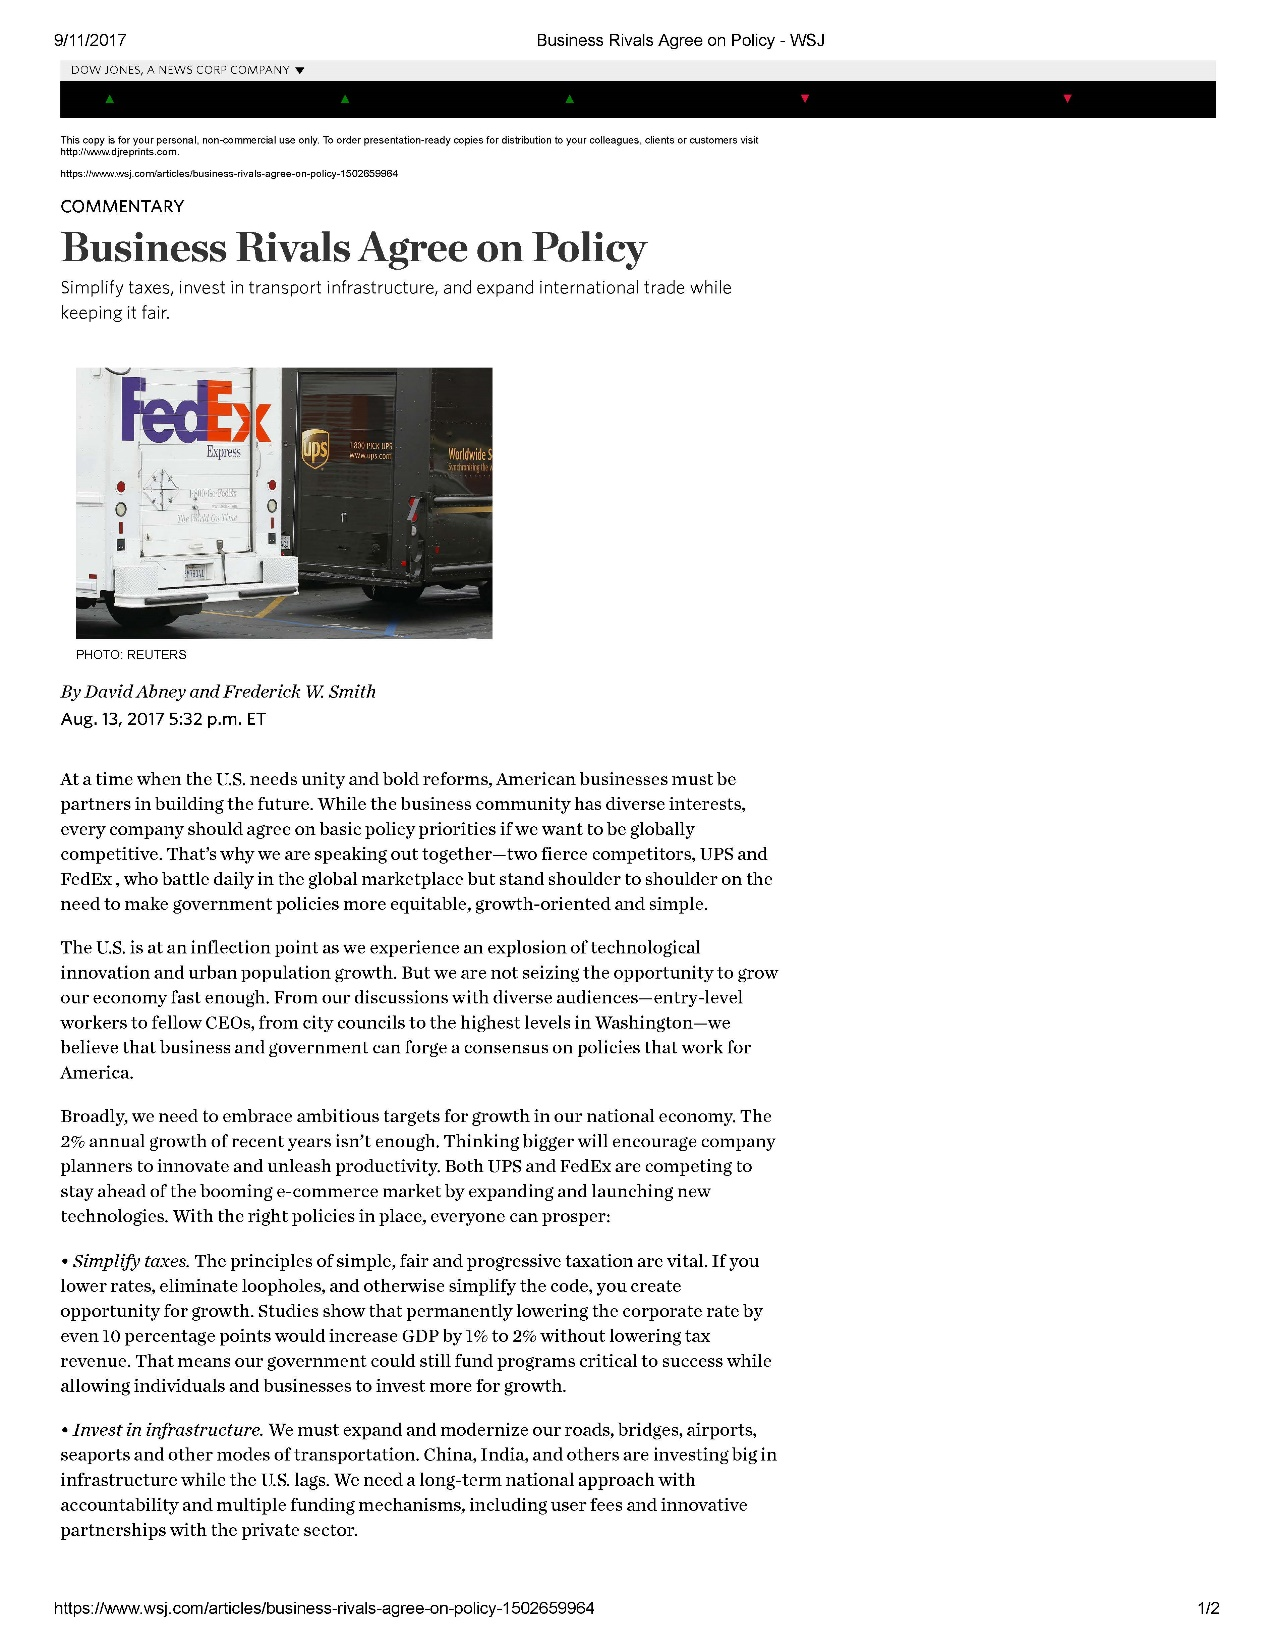 9/11/2017
Business Rivals Agree on Policy - WSJ
DOW JONES, A NEWS CORP COMPANY ▼
▲ ▲ ▲ ▼ ▼
This copy is for your personal, non-commercial use only. To order presentation-ready copies for distribution to your colleagues, clients or customers visit
http://www.djreprints.com.
https://www.wsj.com/articles/business-rivals-agree-on-policy-1502659964
COMMENTARY
Business Rivals Agree on Policy
Simplify taxes, invest in transport infrastructure, and expand international trade while
keeping it fair.
FedEx
Express
ups
1 800 PICK UPS
www.ups.com
Worldwide S
Synchronizing the
PHOTO: REUTERS
By David Abney and Frederick W. Smith
Aug. 13, 2017 5:32 p.m. ET
At a time when the U.S. needs unity and bold reforms, American businesses must be
partners in building the future. While the business community has diverse interests,
every company should agree on basic policy priorities if we want to be globally
competitive. That's why we are speaking out together—two fierce competitors, UPS and
FedEx , who battle daily in the global marketplace but stand shoulder to shoulder on the
need to make government policies more equitable, growth-oriented and simple.
The U.S. is at an inflection point as we experience an explosion of technological
innovation and urban population growth. But we are not seizing the opportunity to grow
our economy fast enough. From our discussions with diverse audiences—entry-level
workers to fellow CEOs, from city councils to the highest levels in Washington—we
believe that business and government can forge a consensus on policies that work for
America.
Broadly, we need to embrace ambitious targets for growth in our national economy. The
2% annual growth of recent years isn't enough. Thinking bigger will encourage company
planners to innovate and unleash productivity. Both UPS and FedEx are competing to
stay ahead of the booming e-commerce market by expanding and launching new
technologies. With the right policies in place, everyone can prosper:
• Simplify taxes. The principles of simple, fair and progressive taxation are vital. If you
lower rates, eliminate loopholes, and otherwise simplify the code, you create
opportunity for growth. Studies show that permanently lowering the corporate rate by
even 10 percentage points would increase GDP by 1% to 2% without lowering tax
revenue. That means our government could still fund programs critical to success while
allowing individuals and businesses to invest more for growth.
• Invest in infrastructure. We must expand and modernize our roads, bridges, airports,
seaports and other modes of transportation. China, India, and others are investing big in
infrastructure while the U.S. lags. We need a long-term national approach with
accountability and multiple funding mechanisms, including user fees and innovative
partnerships with the private sector.
https://www.wsj.com/articles/business-rivals-agree-on-policy-1502659964
1/2